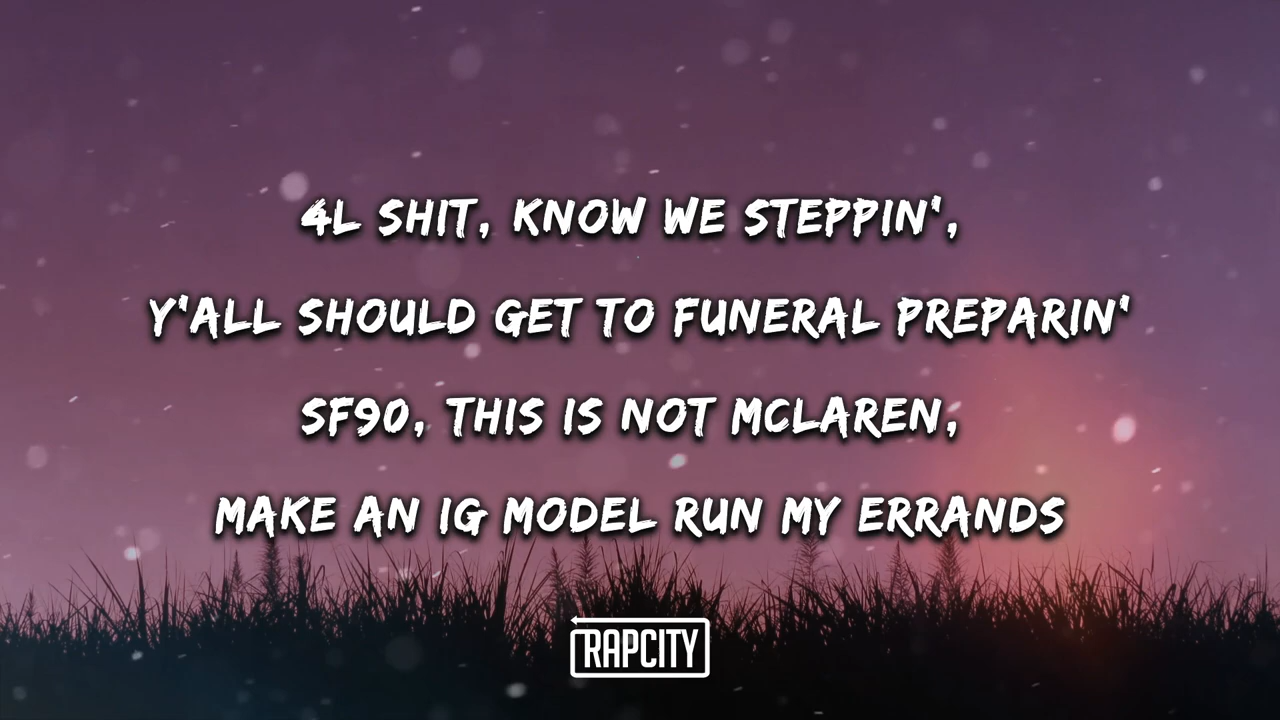 4L SHIT, KNOW WE STEPPIN',
Y'ALL SHOULD GET TO FUNERAL PREPARIN'
SF90, THIS IS NOT MCLAREN,
MAKE AN IG MODEL RUN MY ERRANDS
RAPCITY